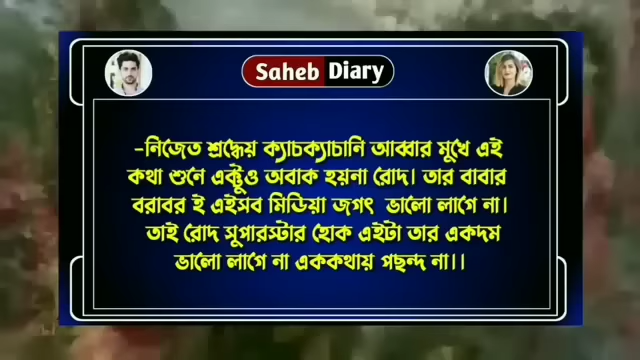 Saheb Diary
-নিজেত শ্রদ্ধেয় ক্যাচক্যাচানি আব্বার মুখে এই
কথা শুনে একটুও অবাক হয়না রোদ। তার বাবার
বরাবর ই এইসব মিডিয়া জগৎ ভালো লাগে না।
তাই রোদ সুপারস্টার হোক এইটা তার একদম
ভালো লাগে না এককথায় পছন্দ না।।